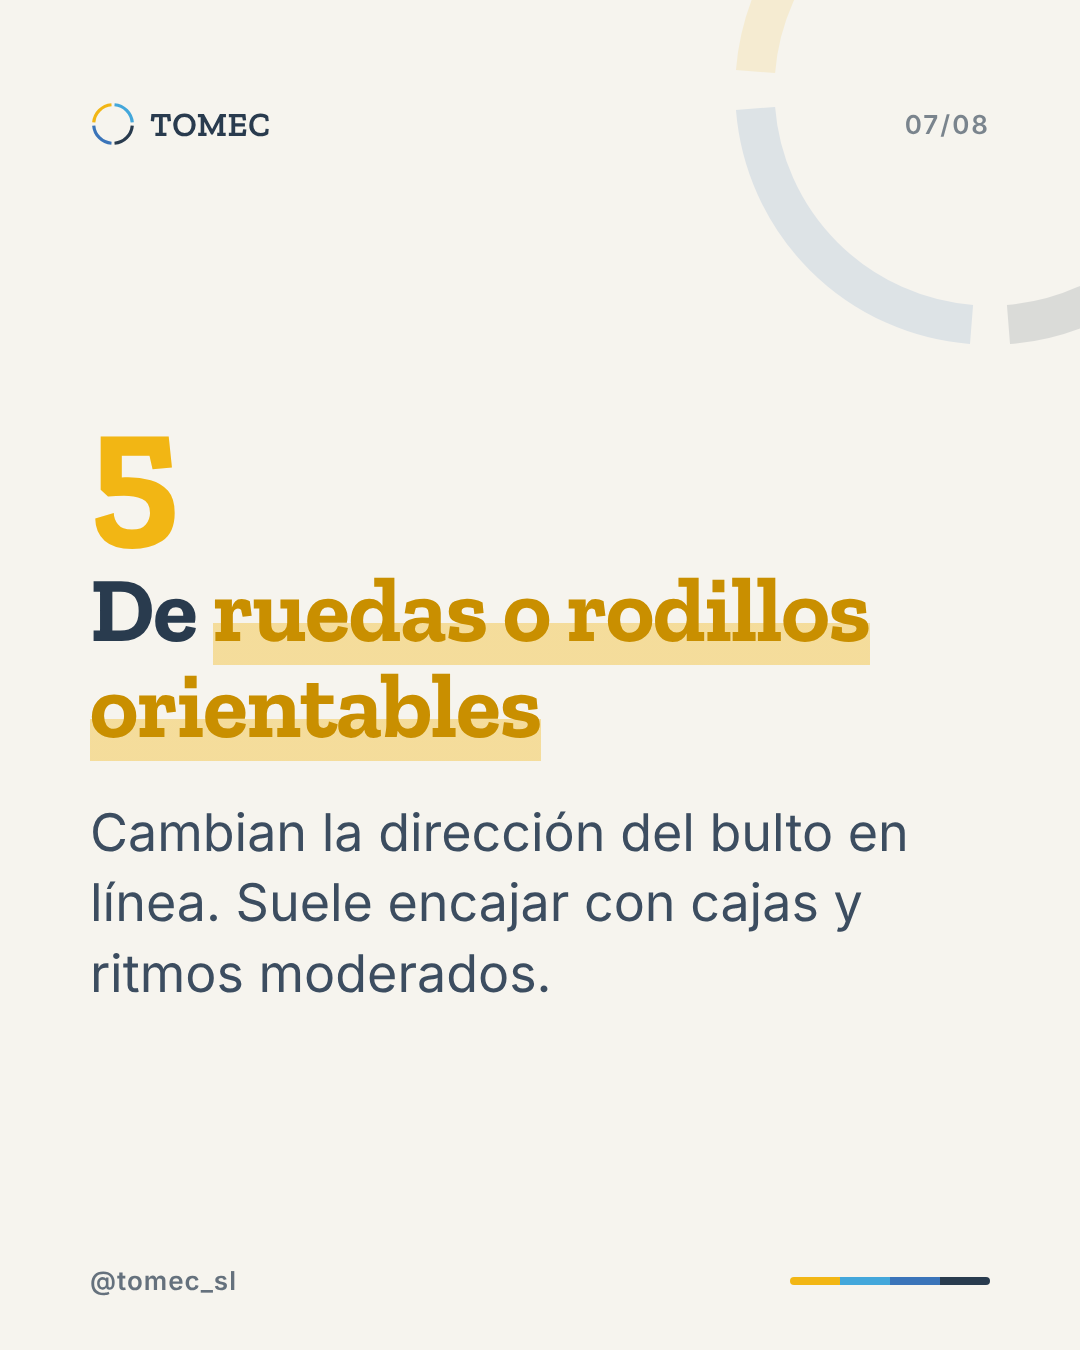 TOMEC
07/08
5
De ruedas o rodillos
orientables
Cambian la dirección del bulto en
línea. Suele encajar con cajas y
ritmos moderados.
@tomec_sl